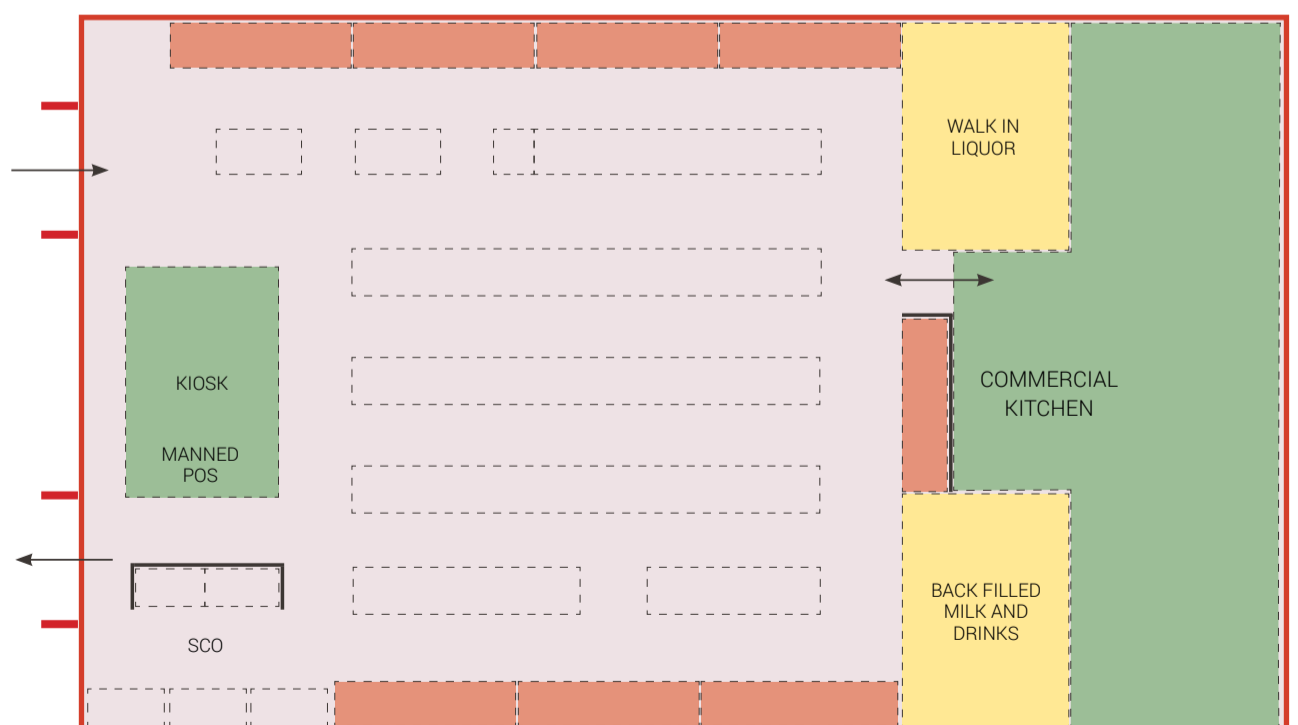 WALK IN
LIQUOR
KIOSK
COMMERCIAL
KITCHEN
MANNED
POS
BACK FILLED
MILK AND
DRINKS
SCO